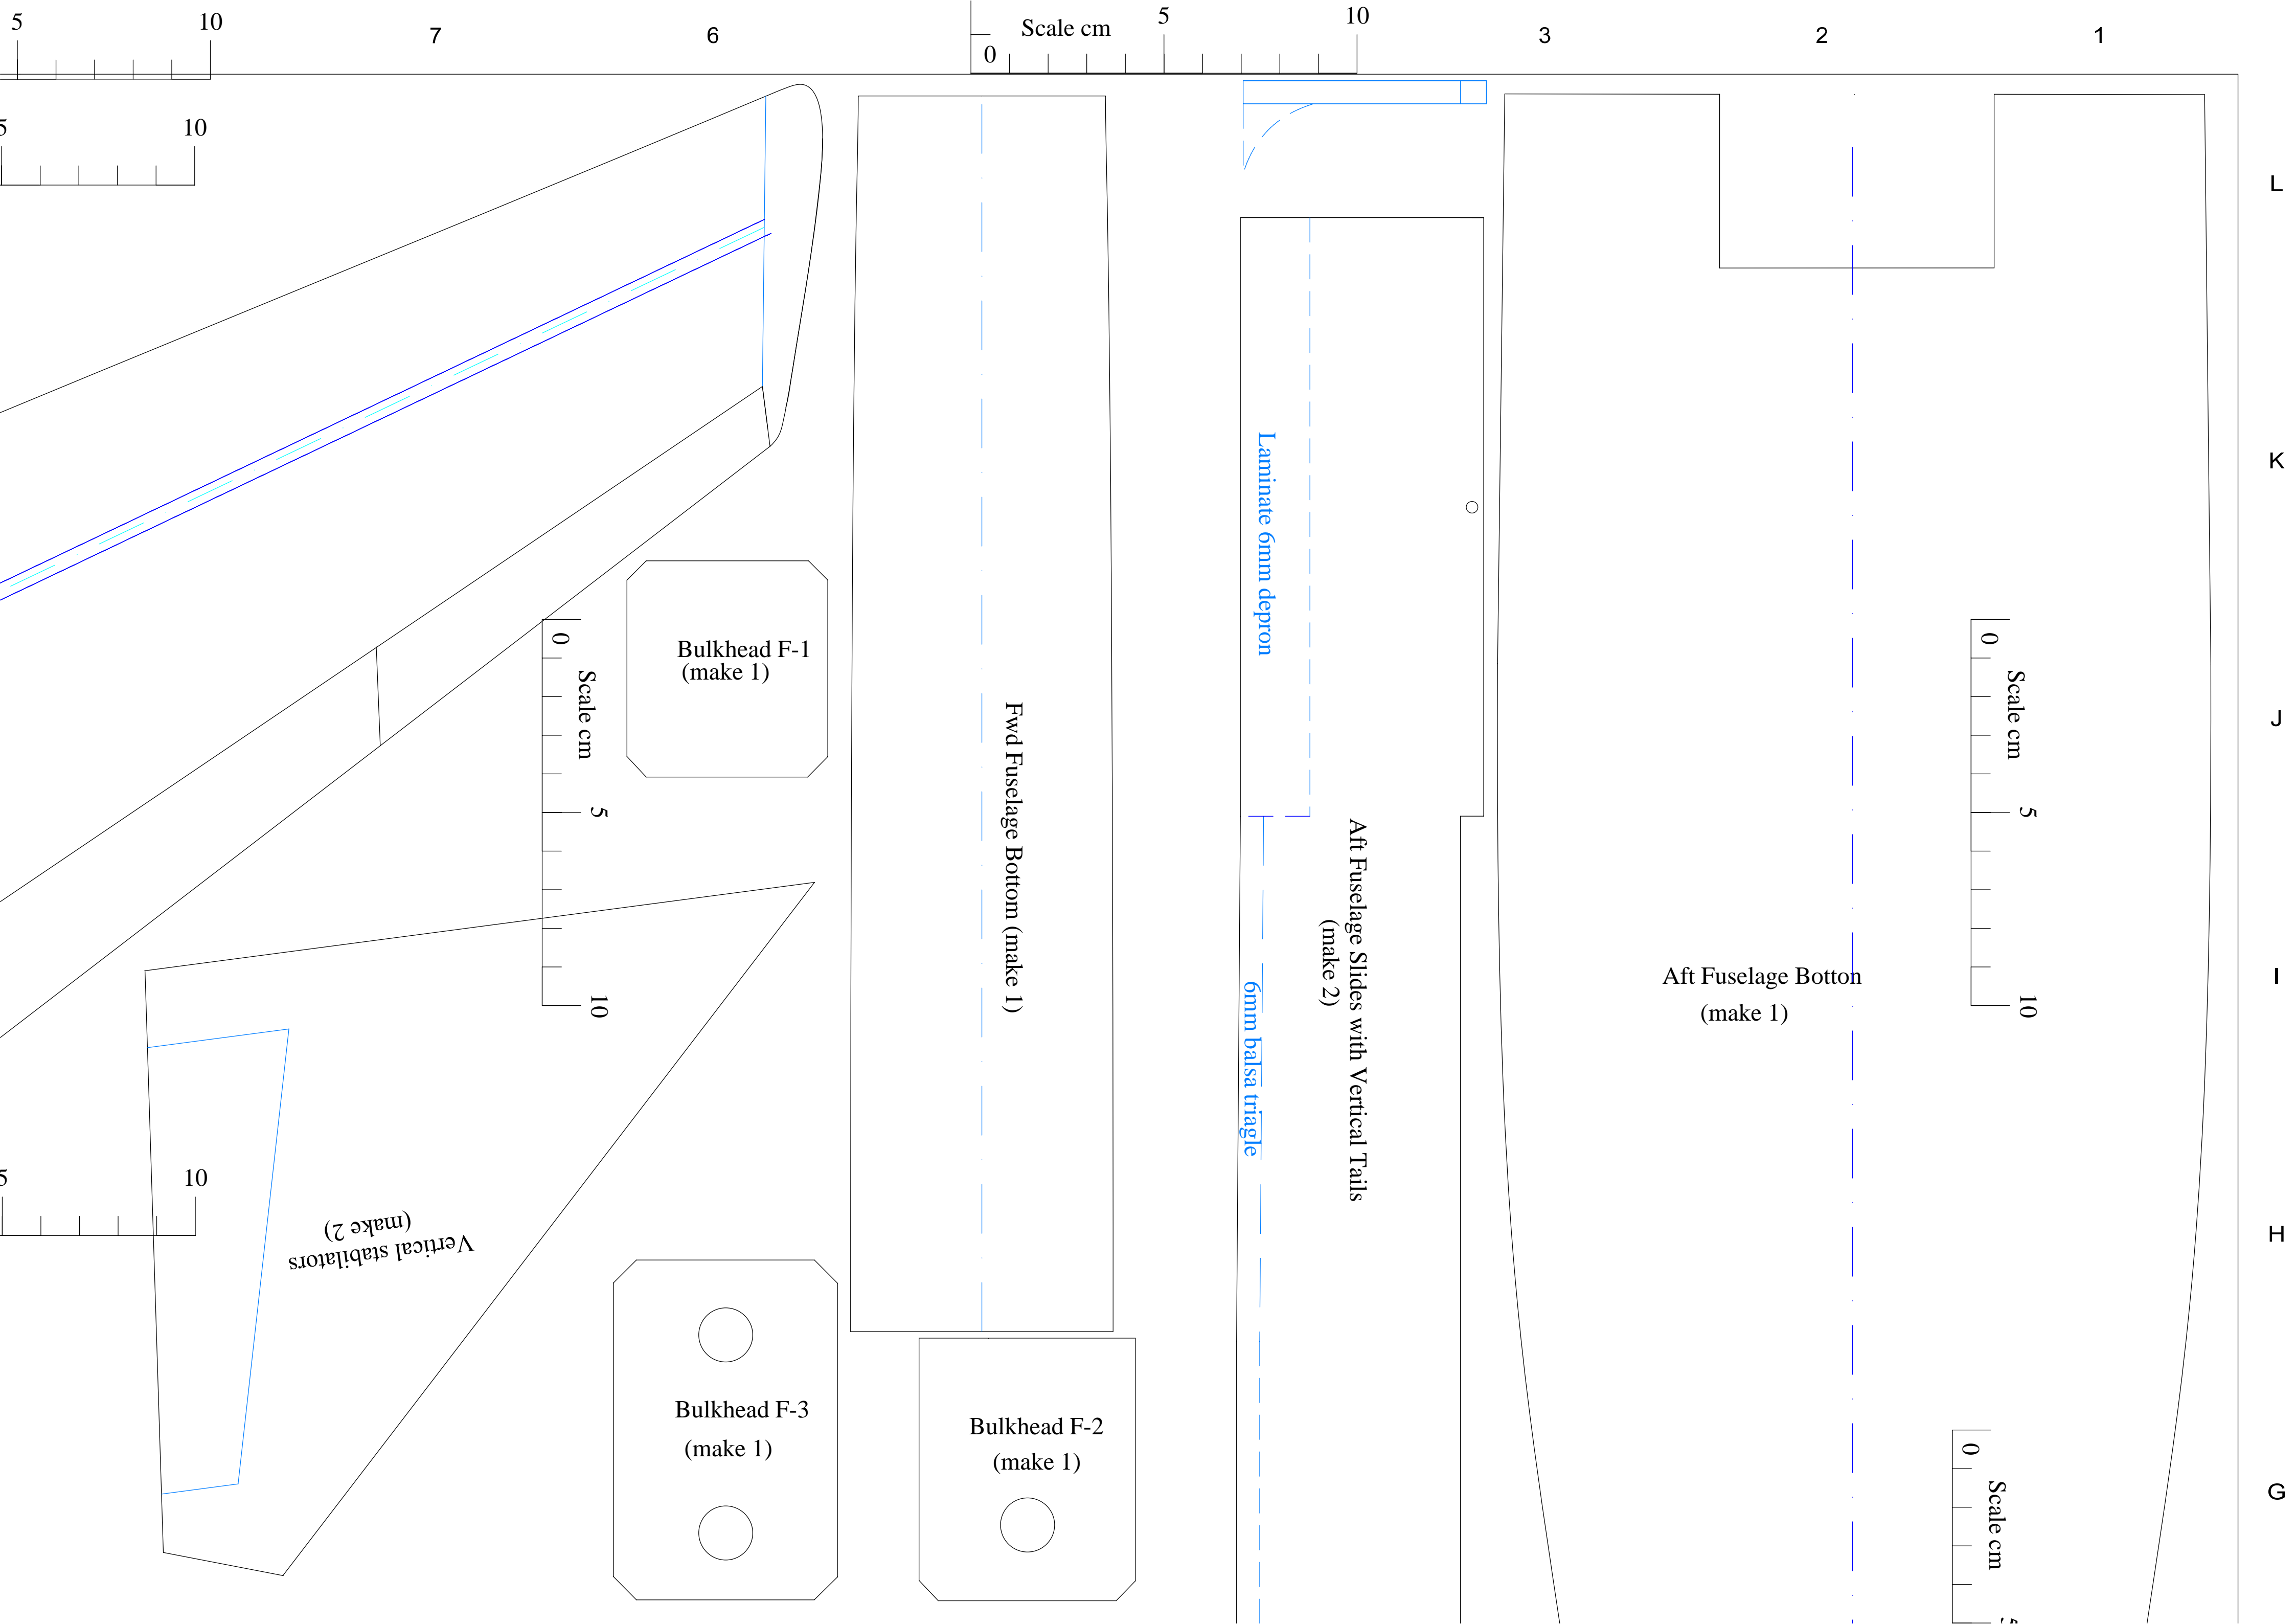 5
10
7
6
0
Scale cm
5
10
3
2
1
5
10
L
Laminate 6mm depron
K
Bulkhead F-1
(make 1)
0
Scale cm
5
10
Fwd Fuselage Bottom (make 1)
0
Scale cm
5
10
J
Aft Fuselage Slides with Vertical Tails
(make 2)
6mm balsa triagle
Aft Fuselage Botton
(make 1)
I
5
10
Vertical stabilators
(make 2)
H
Bulkhead F-3
(make 1)
Bulkhead F-2
(make 1)
0
Scale cm
5
G